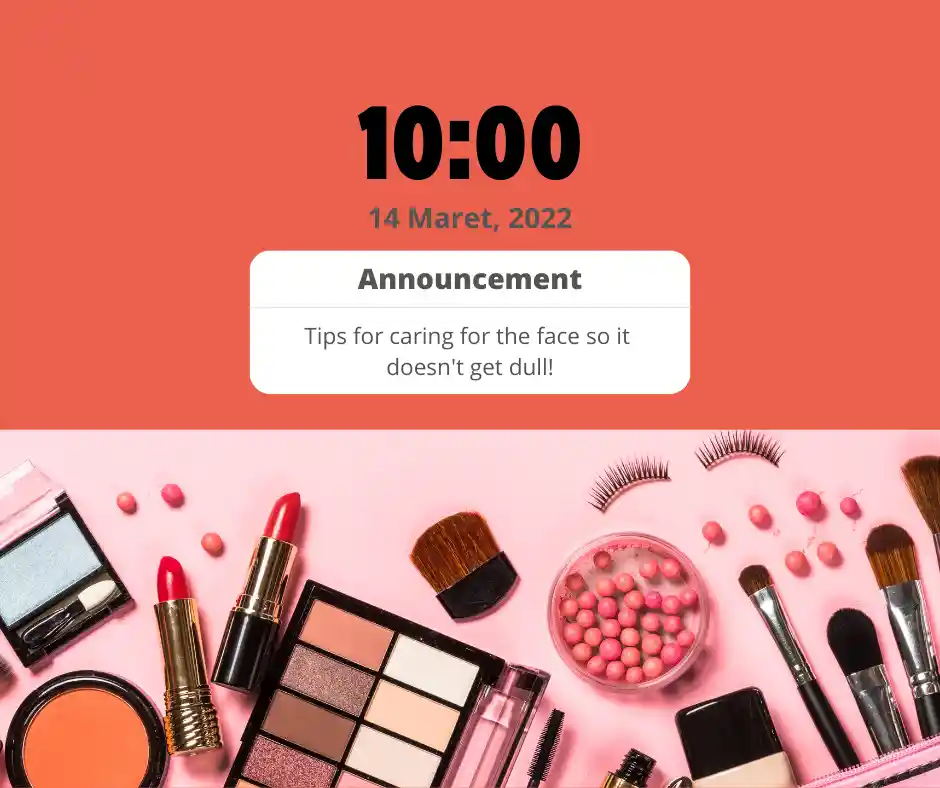 10:00
14 Maret, 2022
Announcement
Tips for caring for the face so it
doesn't get dull!